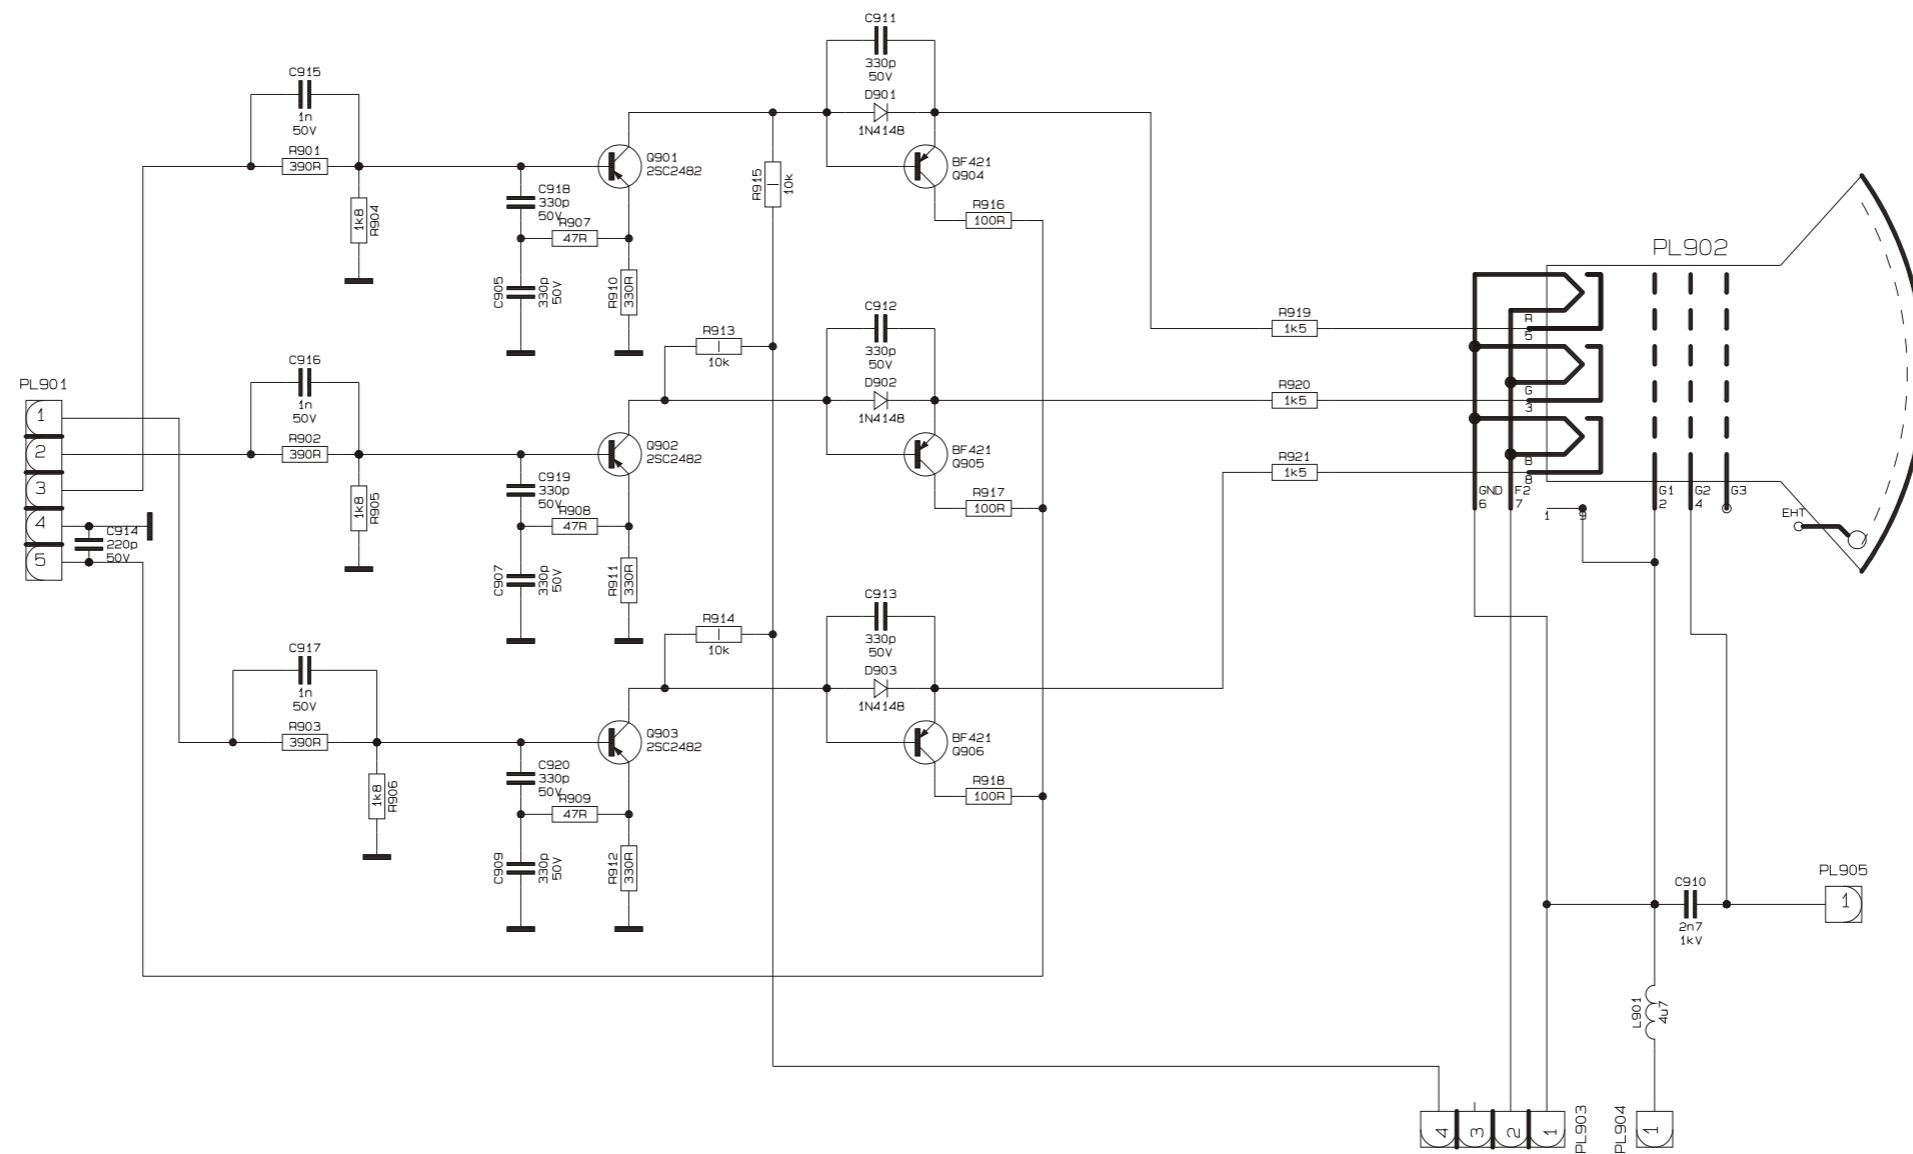 C911
330p
50V
D901
1N4148
C915
1n
50V
R901
390R
Q901
2SC2482
BF421
Q904
R915
10k
C918
330p
50V
R907
47R
1k8
R904
R916
100R
C905
330p
50V
R910
330R
PL902
C912
330p
50V
D902
1N4148
R913
10k
R919
1k5
R
5
C916
1n
50V
R902
390R
PL901
1
2
3
4
5
C914
220p
50V
Q902
2SC2482
BF421
Q905
R920
1k5
G
3
R921
1k5
B
8
C919
330p
50V
R908
47R
1k8
R905
R917
100R
GND
6
F2
7
1
9
G1
2
G2
4
G3
EHT
C907
330p
50V
R911
330R
C913
330p
50V
D903
1N4148
R914
10k
C917
1n
50V
R903
390R
Q903
2SC2482
BF421
Q906
C920
330p
50V
R909
47R
1k8
R906
R918
100R
C909
330p
50V
R912
330R
C910
2n7
1kV
PL905
1
L901
4u7
4
3
2
1
PL903
PL904
1